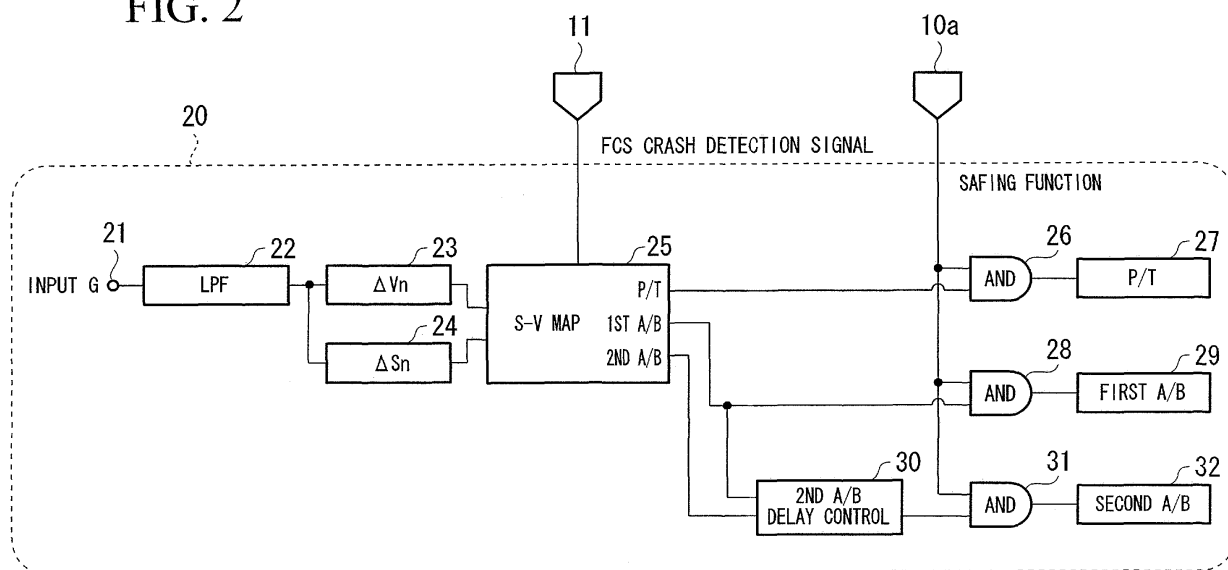 FIG. 2
11
10a
20
FCS CRASH DETECTION SIGNAL
SAFING FUNCTION
21
22
23
25
26
27
INPUT G
LPF
ΔVn
P/T
AND
P/T
S-V MAP
1ST A/B
24
2ND A/B
28
29
ΔSn
AND
FIRST A/B
30
31
32
2ND A/B
DELAY CONTROL
AND
SECOND A/B